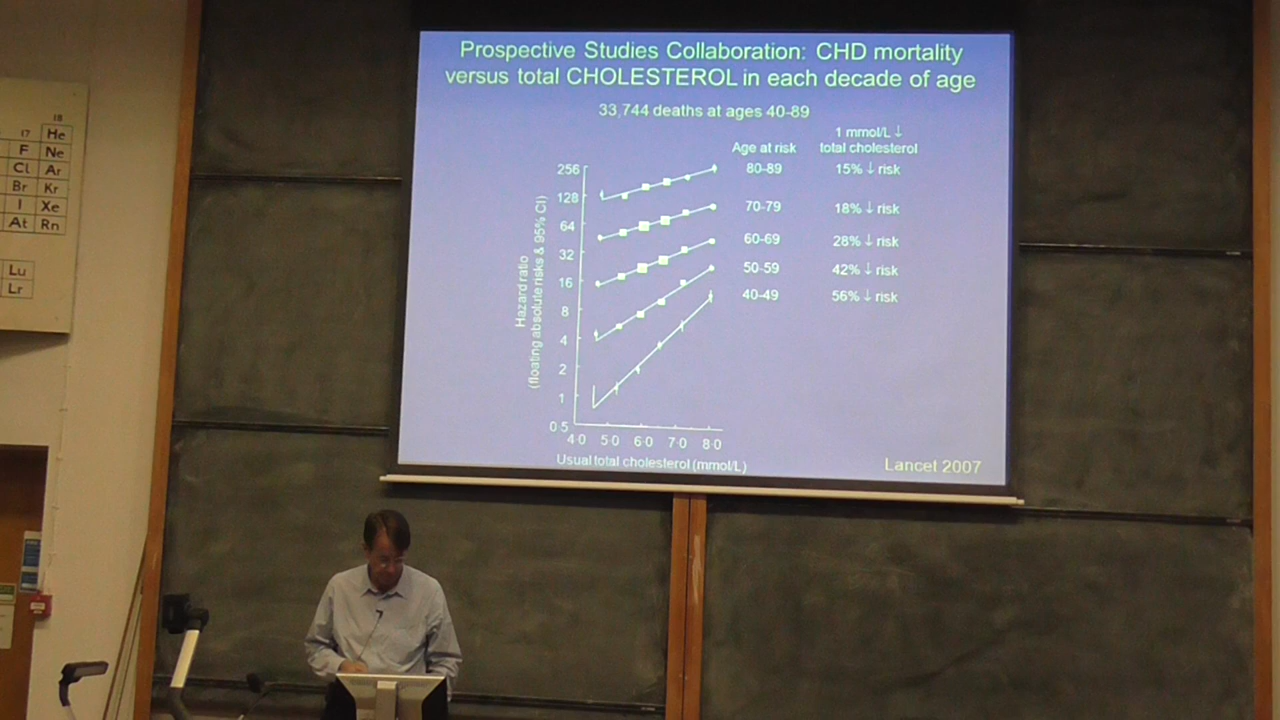 Prospective Studies Collaboration: CHD mortality
versus total CHOLESTEROL in each decade of age
33,744 deaths at ages 40-89
1 mmol/L ↓
Age at risk total cholesterol
256 80-89 15% ↓ risk
128
70-79 18% ↓ risk
64
60-69 28% ↓ risk
32
50-59 42% ↓ risk
16
40-49 56% ↓ risk
8
4
2
1
0·5
4·0 5·0 6·0 7·0 8·0
Hazard ratio
(floating absolute risks & 95% CI)
Usual total cholesterol (mmol/L)
Lancet 2007
18
17 He
F Ne
Cl Ar
Br Kr
I Xe
At Rn
Lu
Lr